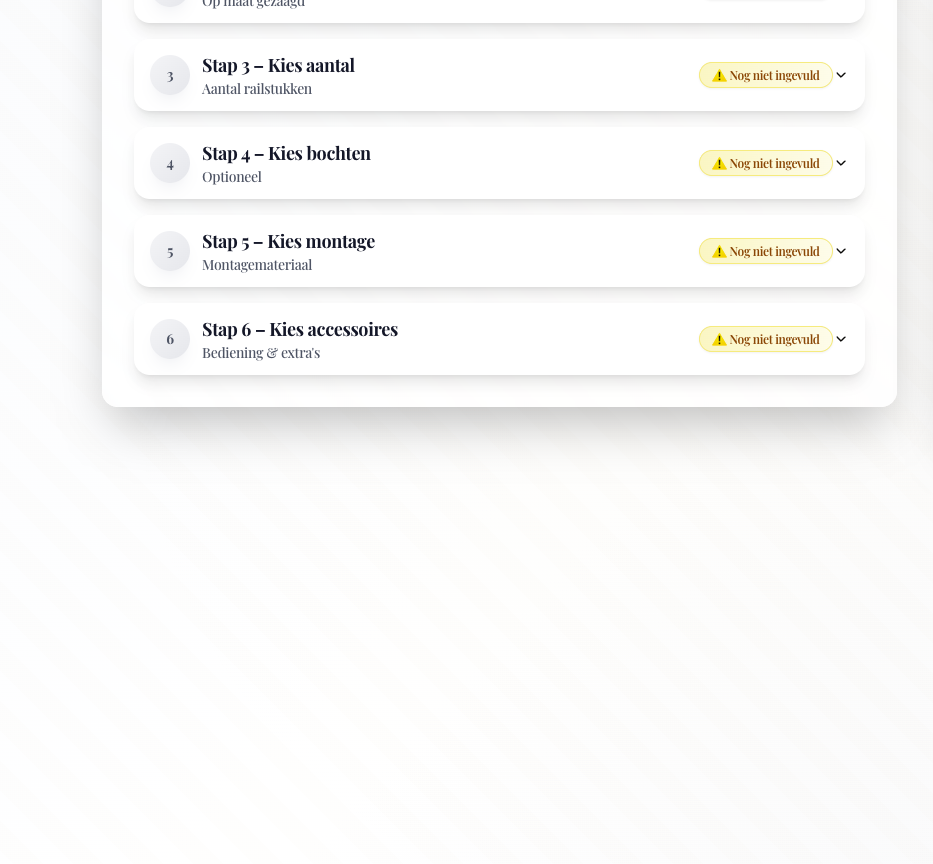 Op maat gezaagd
3
Stap 3 – Kies aantal
Aantal railstukken
⚠️ Nog niet ingevuld
4
Stap 4 – Kies bochten
Optioneel
⚠️ Nog niet ingevuld
5
Stap 5 – Kies montage
Montagemateriaal
⚠️ Nog niet ingevuld
6
Stap 6 – Kies accessoires
Bediening & extra's
⚠️ Nog niet ingevuld